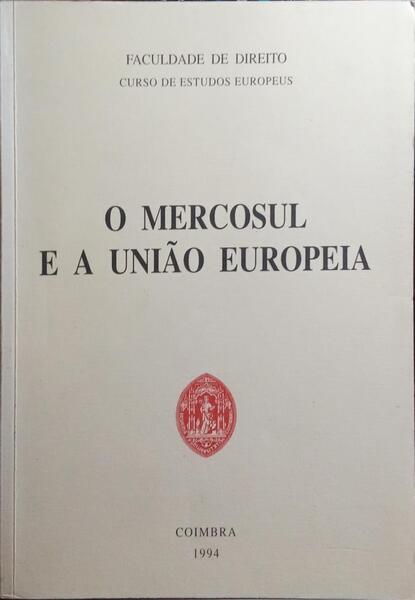 FACULDADE DE DIREITO
CURSO DE ESTUDOS EUROPEUS
O MERCOSUL
E A UNIÃO EUROPEIA
COIMBRA
1994